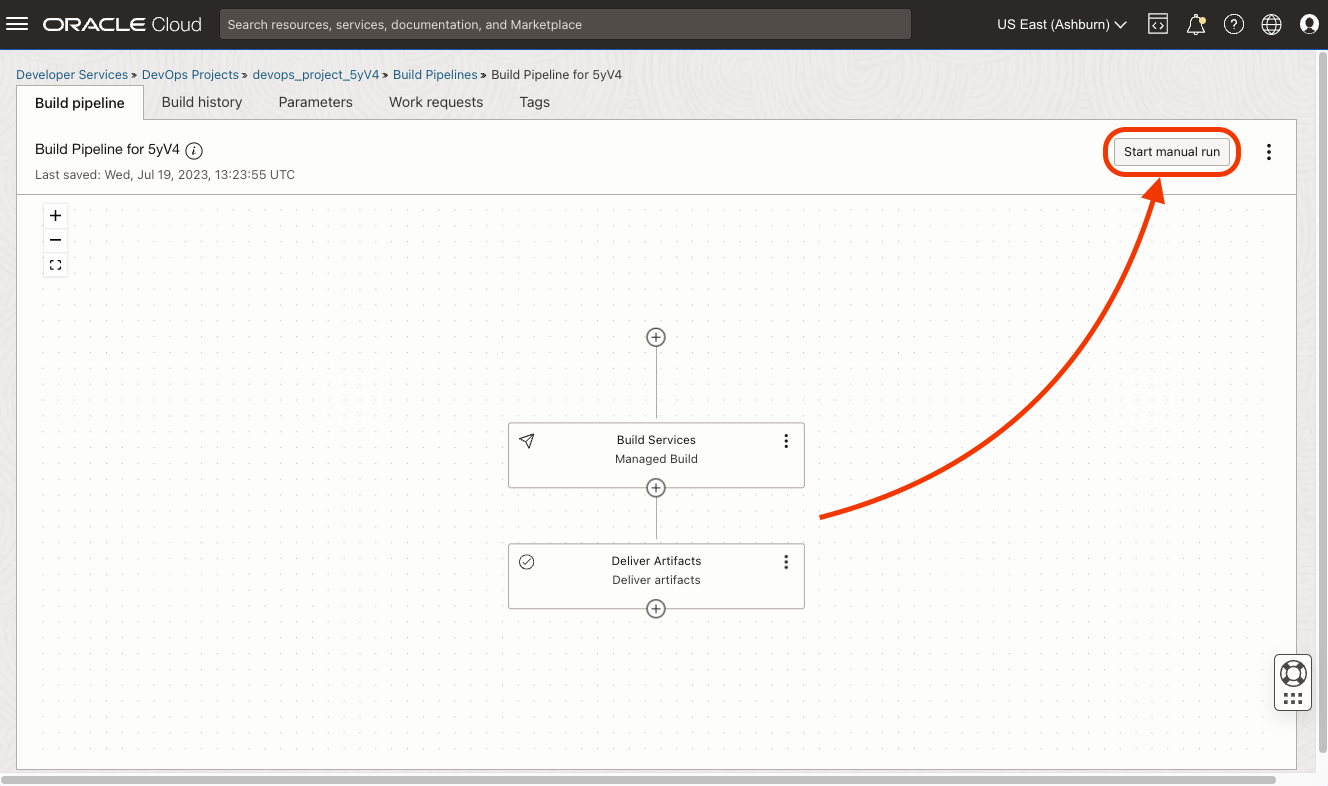 ORACLE Cloud
Search resources, services, documentation, and Marketplace
US East (Ashburn)
Developer Services » DevOps Projects » devops_project_5yV4 » Build Pipelines » Build Pipeline for 5yV4
Build pipeline Build history Parameters Work requests Tags
Build Pipeline for 5yV4
Start manual run
Last saved: Wed, Jul 19, 2023, 13:23:55 UTC
Build Services
Managed Build
Deliver Artifacts
Deliver artifacts